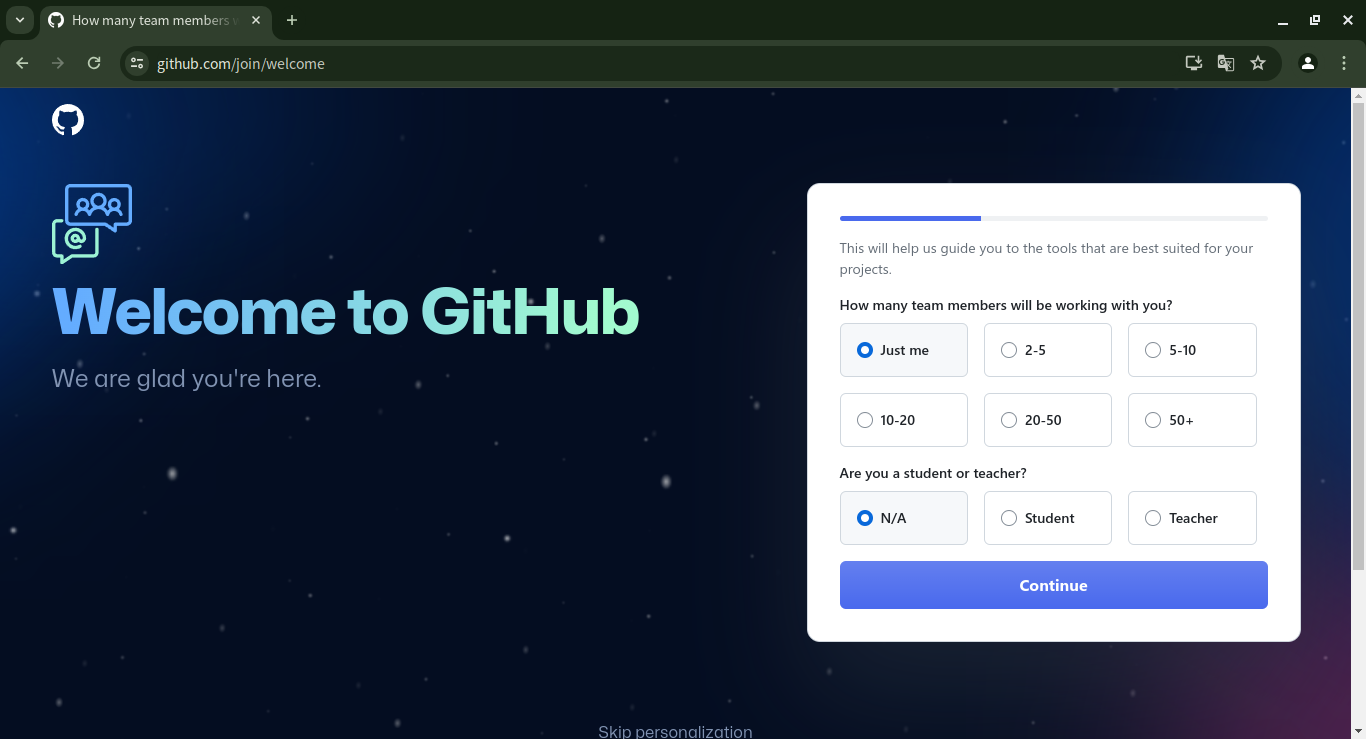 How many team members w
github.com/join/welcome
Welcome to GitHub
We are glad you're here.
This will help us guide you to the tools that are best suited for your
projects.
How many team members will be working with you?
Just me
2-5
5-10
10-20
20-50
50+
Are you a student or teacher?
N/A
Student
Teacher
Continue
Skip personalization